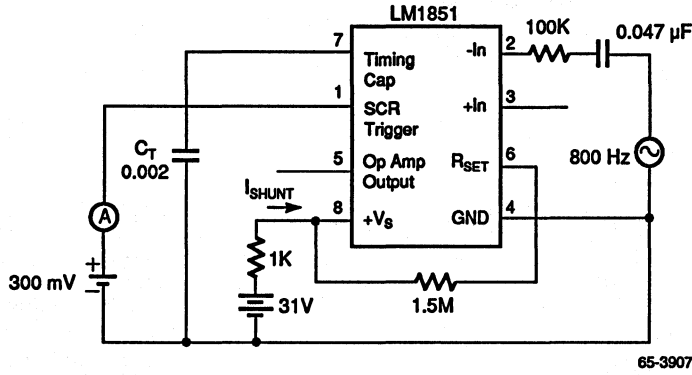 LM1851
7
Timing
Cap
-In
2
100K
0.047 µF
1
SCR
Trigger
+In
3
CT
0.002
5
Op Amp
Output
RSET
6
800 Hz
ISHUNT
8
+VS
GND
4
A
+
300 mV
−
1K
31V
1.5M
65-3907